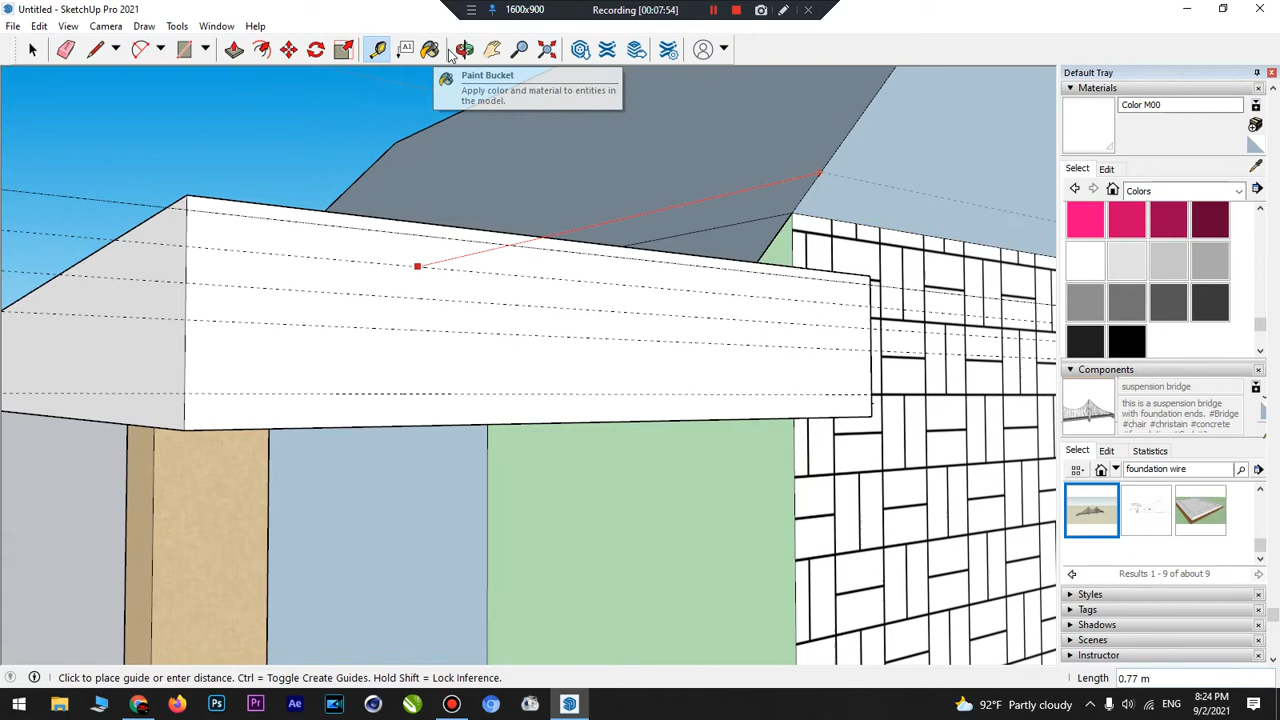 1600x900
Recording [00:07:54]
Untitled - SketchUp Pro 2021
File Edit View Camera Draw Tools Window Help
A1
Paint Bucket
Apply color and material to entities in
the model.
Default Tray
Materials
Color M00
Select Edit
Colors
Components
suspension bridge
this is a suspension bridge
with foundation ends. #Bridge
#chair #christain #concrete
Select Edit Statistics
foundation wire
Results 1 - 9 of about 9
Styles
Tags
Shadows
Scenes
Instructor
Click to place guide or enter distance. Ctrl = Toggle Create Guides. Hold Shift = Lock Inference.
Length 0.77 m
Ps Pr Ae
92°F Partly cloudy
ENG
8:24 PM
9/2/2021